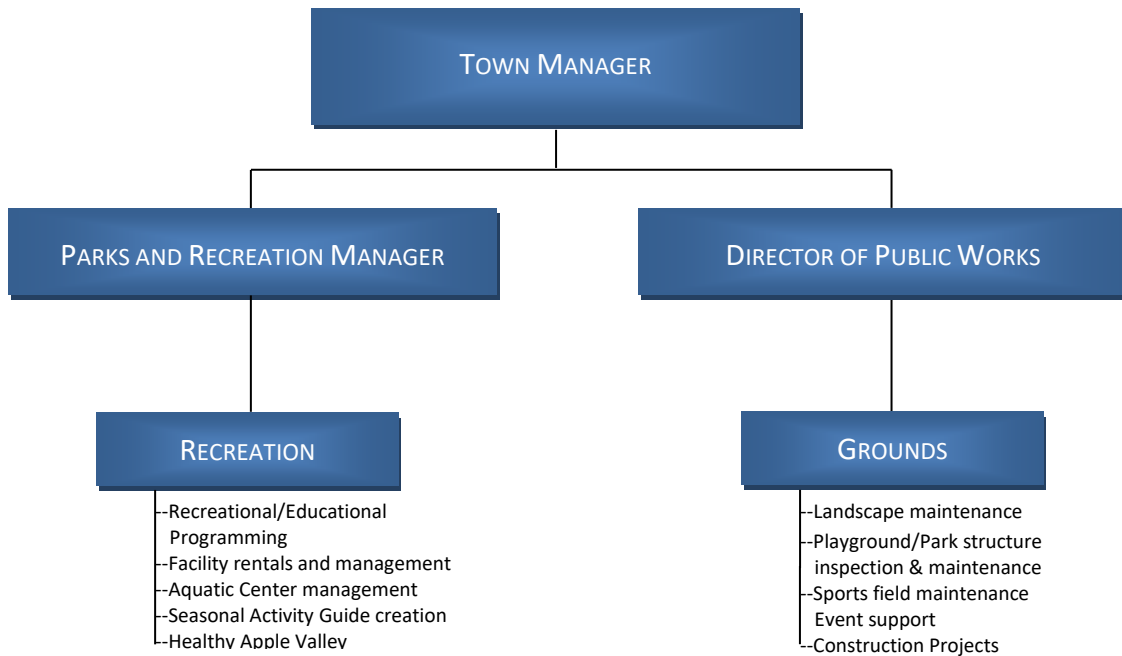 TOWN MANAGER
PARKS AND RECREATION MANAGER
DIRECTOR OF PUBLIC WORKS
RECREATION
--Recreational/Educational
Programming
--Facility rentals and management
--Aquatic Center management
--Seasonal Activity Guide creation
--Healthy Apple Valley
GROUNDS
--Landscape maintenance
--Playground/Park structure
inspection & maintenance
--Sports field maintenance
Event support
--Construction Projects